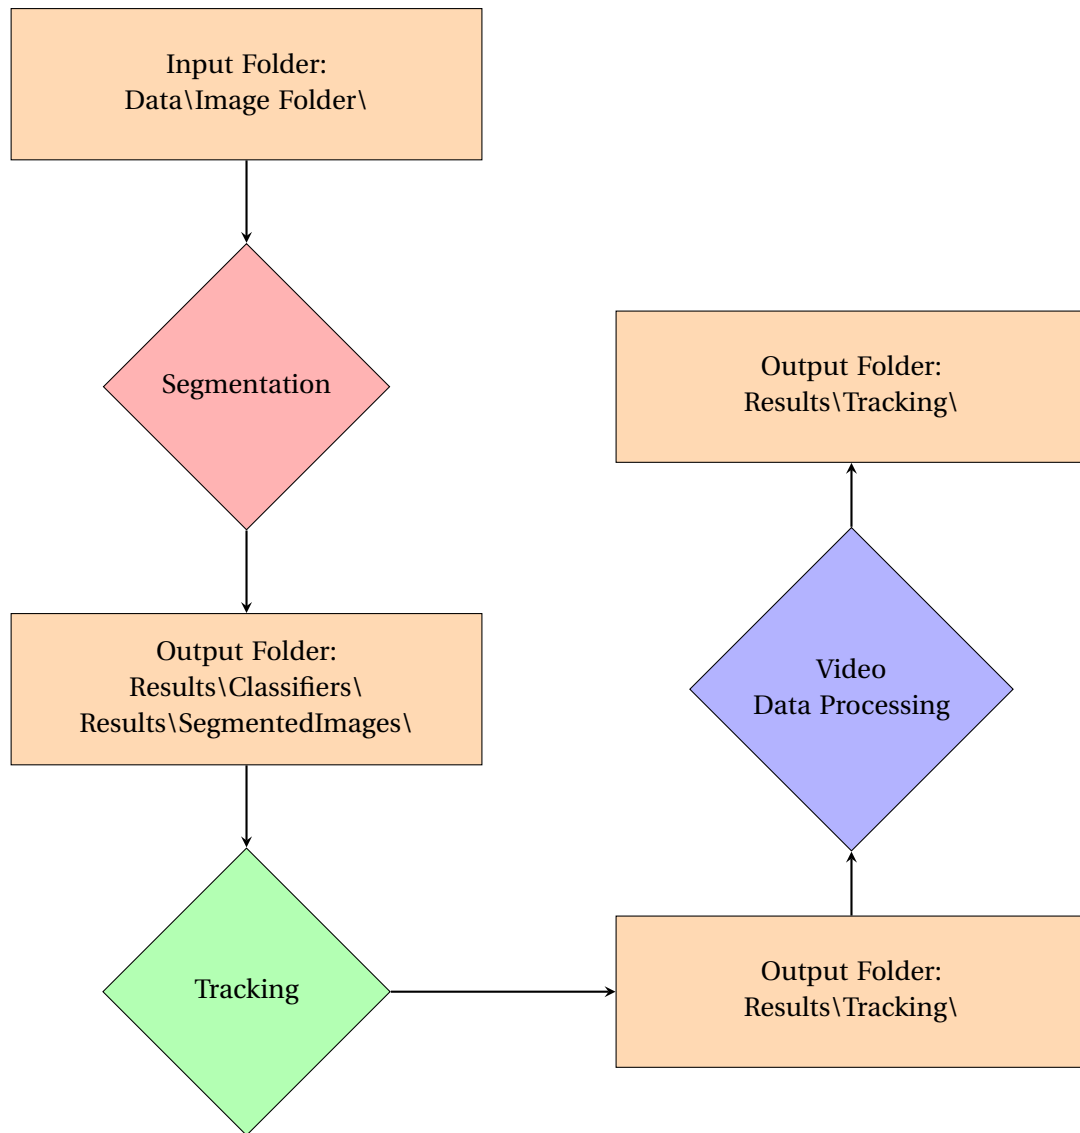 Input Folder:
Data\Image Folder\
Segmentation
Output Folder:
Results\Classifiers\
Results\SegmentedImages\
Tracking
Output Folder:
Results\Tracking\
Video
Data Processing
Output Folder:
Results\Tracking\